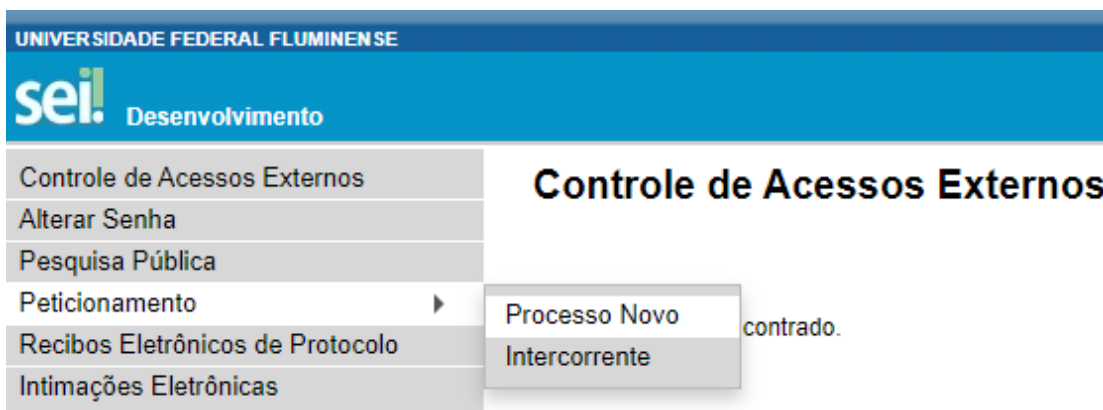 UNIVERSIDADE FEDERAL FLUMINENSE
sei!
Desenvolvimento
Controle de Acessos Externos
Alterar Senha
Pesquisa Pública
Peticionamento
Recibos Eletrônicos de Protocolo
Intimações Eletrônicas
Controle de Acessos Externos
Processo Novo
Intercorrente
contrado.